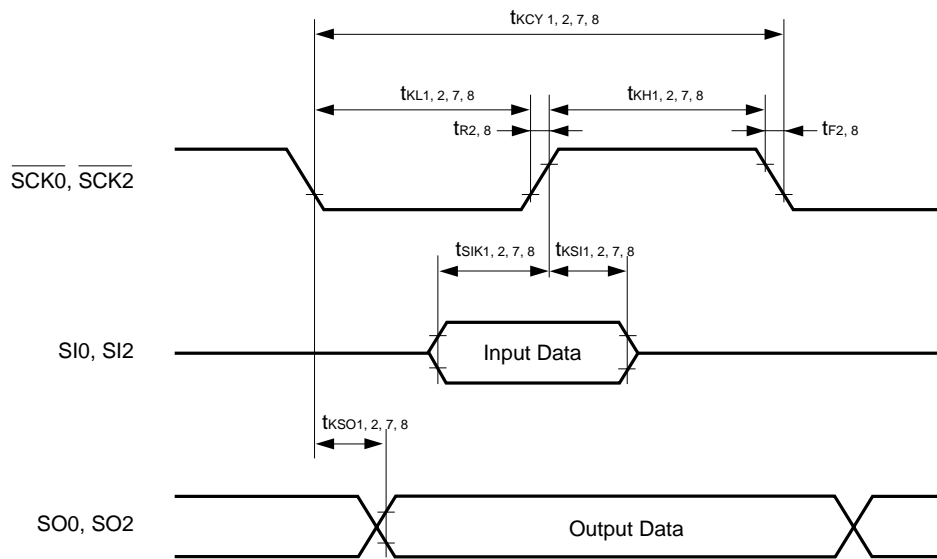 tKCY 1, 2, 7, 8
tKL1, 2, 7, 8 tKH1, 2, 7, 8
tR2, 8 tF2, 8
SCK0, SCK2
tSIK1, 2, 7, 8 tKSI1, 2, 7, 8
SI0, SI2 Input Data
tKSO1, 2, 7, 8
SO0, SO2 Output Data